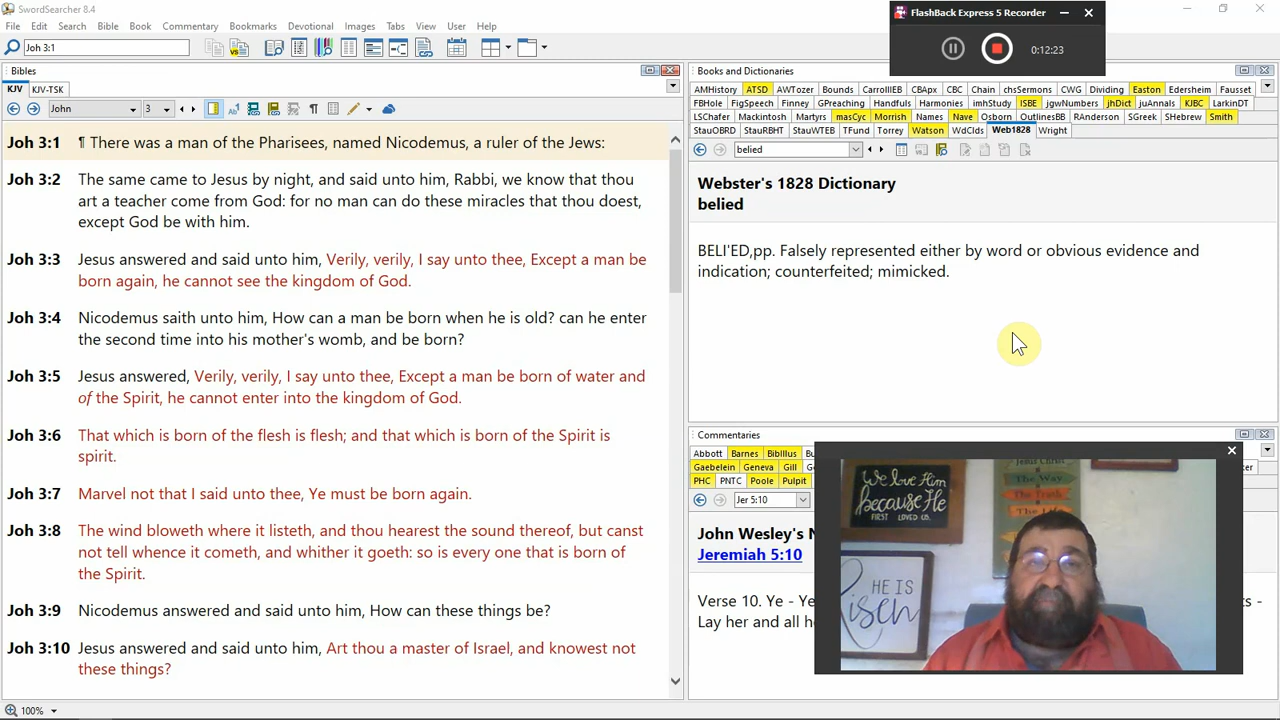 SwordSearcher 8.4
File Edit Search Bible Book Commentary Bookmarks Devotional Images Tabs View User Help
Joh 3:1
FlashBack Express 5 Recorder
0:12:23
Bibles
KJV KJV-TSK
John 3
Joh 3:1 ¶ There was a man of the Pharisees, named Nicodemus, a ruler of the Jews:
Joh 3:2 The same came to Jesus by night, and said unto him, Rabbi, we know that thou
art a teacher come from God: for no man can do these miracles that thou doest,
except God be with him.
Joh 3:3 Jesus answered and said unto him, Verily, verily, I say unto thee, Except a man be
born again, he cannot see the kingdom of God.
Joh 3:4 Nicodemus saith unto him, How can a man be born when he is old? can he enter
the second time into his mother's womb, and be born?
Joh 3:5 Jesus answered, Verily, verily, I say unto thee, Except a man be born of water and
of the Spirit, he cannot enter into the kingdom of God.
Joh 3:6 That which is born of the flesh is flesh; and that which is born of the Spirit is
spirit.
Joh 3:7 Marvel not that I said unto thee, Ye must be born again.
Joh 3:8 The wind bloweth where it listeth, and thou hearest the sound thereof, but canst
not tell whence it cometh, and whither it goeth: so is every one that is born of
the Spirit.
Joh 3:9 Nicodemus answered and said unto him, How can these things be?
Joh 3:10 Jesus answered and said unto him, Art thou a master of Israel, and knowest not
these things?
100%
Books and Dictionaries
AMHistory ATSD AWTozer Bounds CarrollIEB CBApx CBC Chain chsSermons CWG Dividing Easton Edersheim Fausset
FBHole FigSpeech Finney GPreaching Handfuls Harmonies imhStudy ISBE jgwNumbers jhDict juAnnals KJBC LarkinDT
LSChafer Mackintosh Martyrs masCyc Morrish Names Nave Osborn OutlinesBB RAnderson SGreek SHebrew Smith
StauOBRD StauRBHT StauWTEB TFund Torrey Watson WdClds Web1828 Wright
belied
Webster's 1828 Dictionary
belied
BELI'ED,pp. Falsely represented either by word or obvious evidence and
indication; counterfeited; mimicked.
Commentaries
Abbott Barnes BibIllus
Gaebelein Geneva Gill
PHC PNTC Poole Pulpit
Jer 5:10
John Wesley's
Jeremiah 5:10
Verse 10. Ye -
Lay her and all
We love Him
because He
FIRST LOVED US.
Jesus Christ
The Way
The Truth
The Life
HE IS
Risen